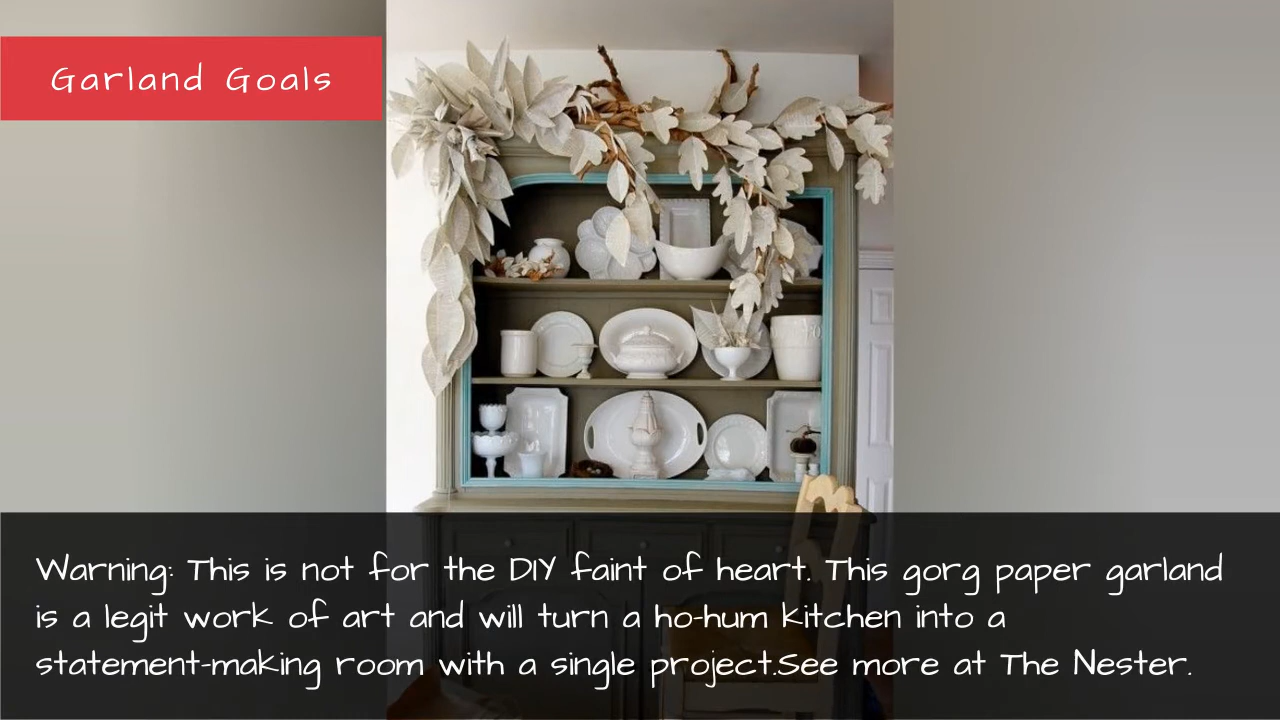 Garland Goals
Warning: This is not for the DIY faint of heart. This gorg paper garland
is a legit work of art and will turn a ho-hum kitchen into a
statement-making room with a single project.See more at The Nester.